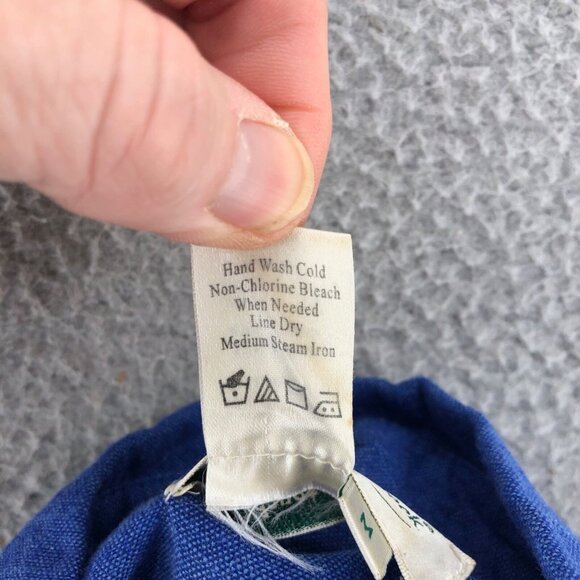 Hand Wash Cold
Non-Chlorine Bleach
When Needed
Line Dry
Medium Steam Iron
M